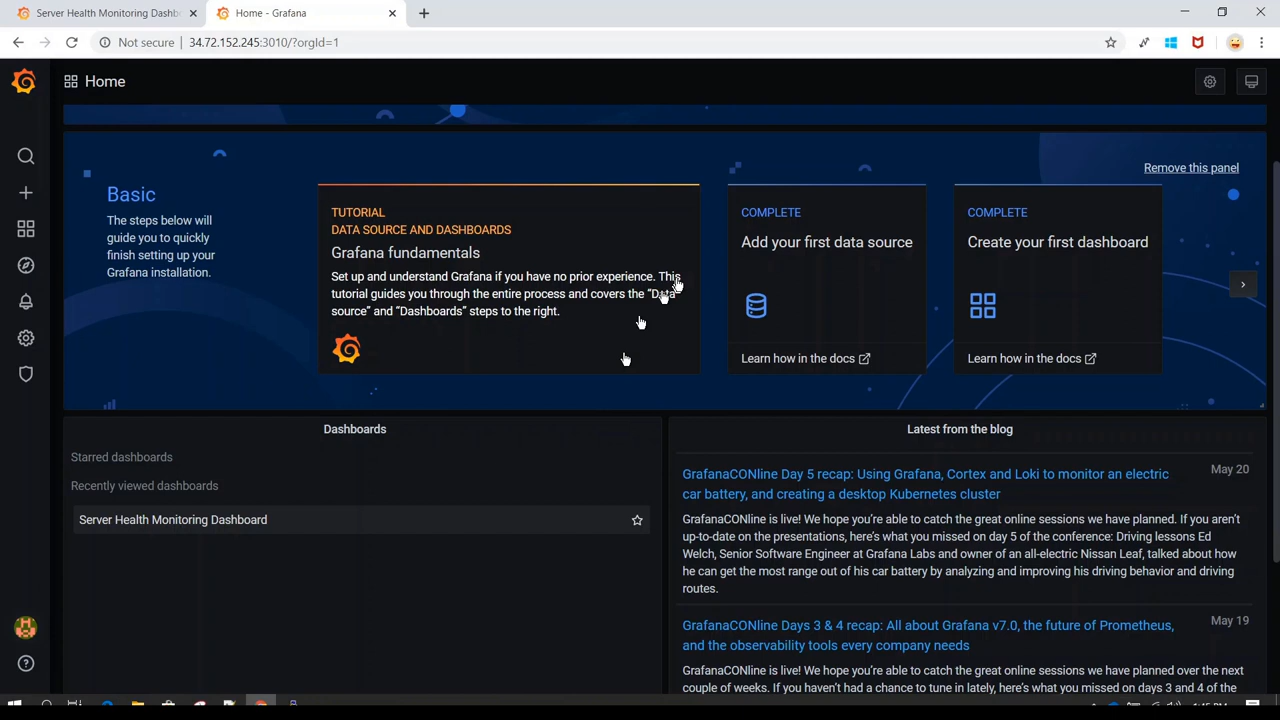 Server Health Monitoring Dashb
Home - Grafana
Not secure
34.72.152.245:3010/?orgId=1
Home
Remove this panel
Basic
The steps below will
guide you to quickly
finish setting up your
Grafana installation.
TUTORIAL
DATA SOURCE AND DASHBOARDS
Grafana fundamentals
Set up and understand Grafana if you have no prior experience. This
tutorial guides you through the entire process and covers the “Data
source” and “Dashboards” steps to the right.
COMPLETE
Add your first data source
Learn how in the docs
COMPLETE
Create your first dashboard
Learn how in the docs
Dashboards
Starred dashboards
Recently viewed dashboards
Server Health Monitoring Dashboard
Latest from the blog
GrafanaCONline Day 5 recap: Using Grafana, Cortex and Loki to monitor an electric
car battery, and creating a desktop Kubernetes cluster
May 20
GrafanaCONline is live! We hope you’re able to catch the great online sessions we have planned. If you aren’t
up-to-date on the presentations, here’s what you missed on day 5 of the conference: Driving lessons Ed
Welch, Senior Software Engineer at Grafana Labs and owner of an all-electric Nissan Leaf, talked about how
he can get the most range out of his car battery by analyzing and improving his driving behavior and driving
routes.
GrafanaCONline Days 3 & 4 recap: All about Grafana v7.0, the future of Prometheus,
and the observability tools every company needs
May 19
GrafanaCONline is live! We hope you’re able to catch the great online sessions we have planned over the next
couple of weeks. If you haven’t had a chance to tune in lately, here’s what you missed on days 3 and 4 of the